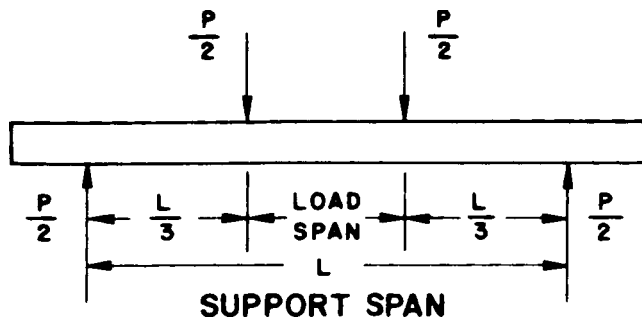 P/2 P/2
P/2 L/3 LOAD SPAN L/3 P/2
L
SUPPORT SPAN